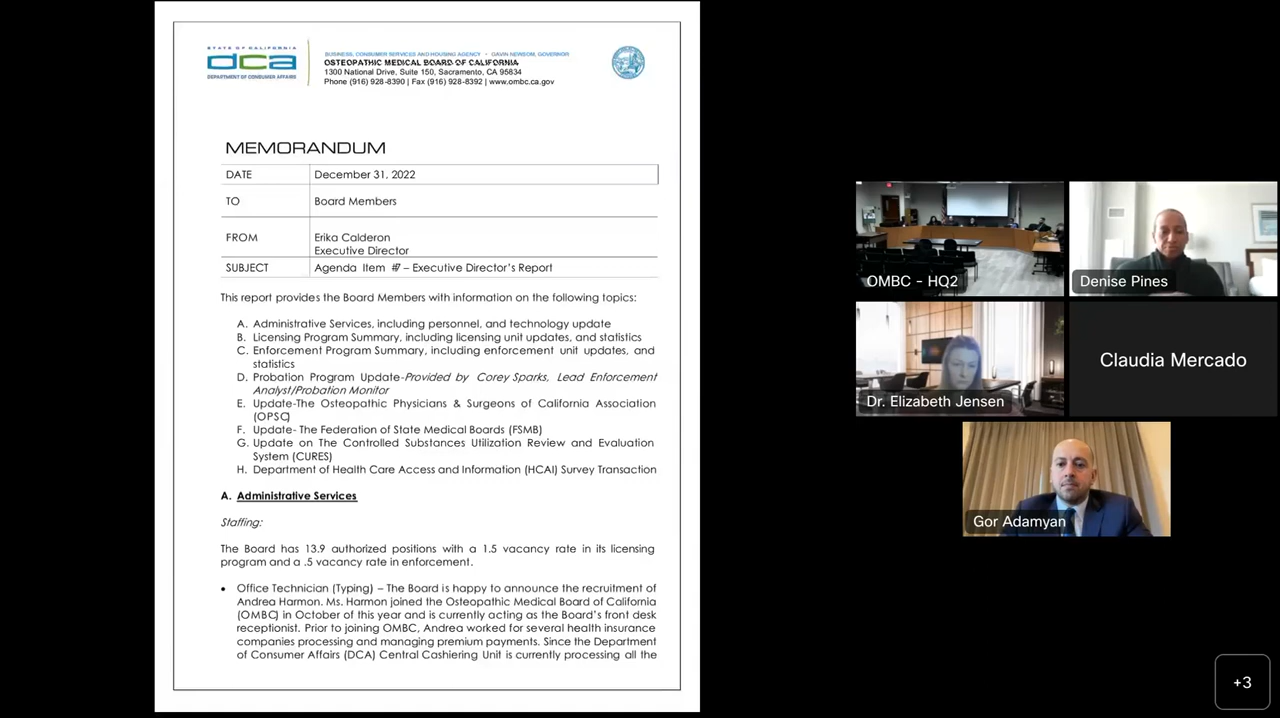 STATE OF CALIFORNIA
dca
DEPARTMENT OF CONSUMER AFFAIRS
BUSINESS, CONSUMER SERVICES AND HOUSING AGENCY • GAVIN NEWSOM, GOVERNOR
OSTEOPATHIC MEDICAL BOARD OF CALIFORNIA
1300 National Drive, Suite 150, Sacramento, CA 95834
Phone (916) 928-8390 | Fax (916) 928-8392 | www.ombc.ca.gov
MEMORANDUM
DATE December 31, 2022
TO Board Members
FROM Erika Calderon
Executive Director
SUBJECT Agenda Item #7 – Executive Director's Report
This report provides the Board Members with information on the following topics:
A. Administrative Services, including personnel, and technology update
B. Licensing Program Summary, including licensing unit updates, and statistics
C. Enforcement Program Summary, including enforcement unit updates, and
statistics
D. Probation Program Update-Provided by Corey Sparks, Lead Enforcement
Analyst/Probation Monitor
E. Update-The Osteopathic Physicians & Surgeons of California Association
(OPSC)
F. Update- The Federation of State Medical Boards (FSMB)
G. Update on The Controlled Substances Utilization Review and Evaluation
System (CURES)
H. Department of Health Care Access and Information (HCAI) Survey Transaction
A. Administrative Services
Staffing:
The Board has 13.9 authorized positions with a 1.5 vacancy rate in its licensing
program and a .5 vacancy rate in enforcement.
• Office Technician (Typing) – The Board is happy to announce the recruitment of
Andrea Harmon. Ms. Harmon joined the Osteopathic Medical Board of California
(OMBC) in October of this year and is currently acting as the Board's front desk
receptionist. Prior to joining OMBC, Andrea worked for several health insurance
companies processing and managing premium payments. Since the Department
of Consumer Affairs (DCA) Central Cashiering Unit is currently processing all the
OMBC - HQ2
Denise Pines
Dr. Elizabeth Jensen
Claudia Mercado
Gor Adamyan
+3